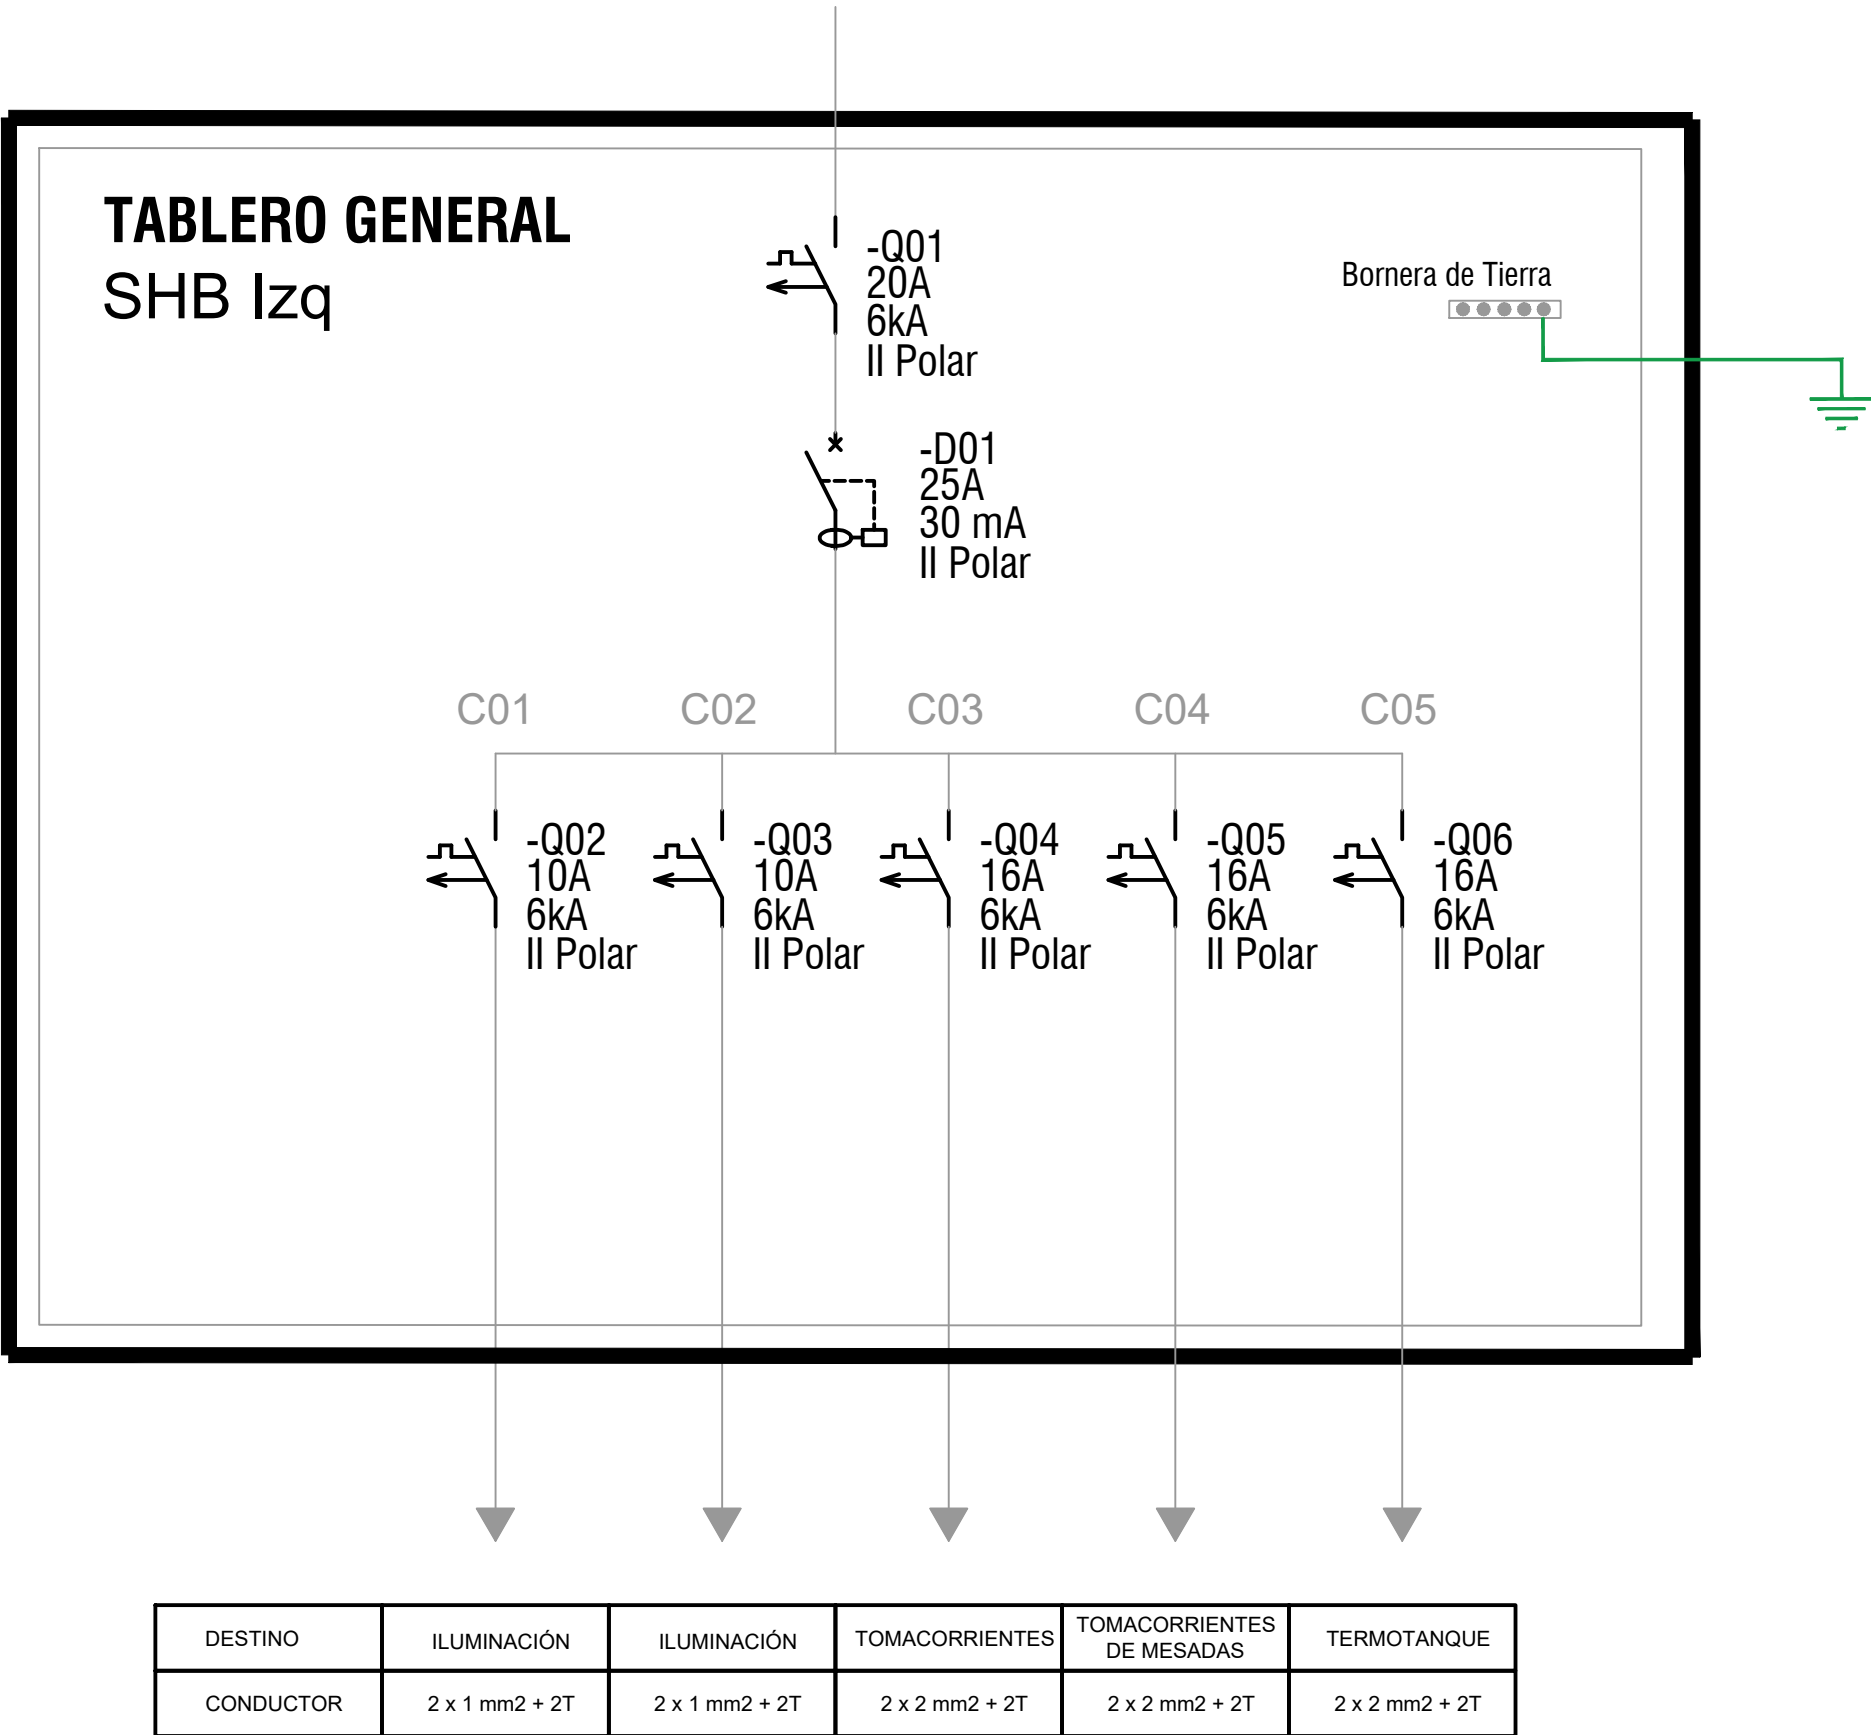 TABLERO GENERAL
SHB Izq
-Q01
20A
6kA
II Polar
Bornera de Tierra
-D01
25A
30 mA
II Polar
C01
C02
C03
C04
C05
-Q02
10A
6kA
II Polar
-Q03
10A
6kA
II Polar
-Q04
16A
6kA
II Polar
-Q05
16A
6kA
II Polar
-Q06
16A
6kA
II Polar
DESTINO
ILUMINACIÓN
ILUMINACIÓN
TOMACORRIENTES
TOMACORRIENTES
DE MESADAS
TERMOTANQUE
CONDUCTOR
2 x 1 mm2 + 2T
2 x 1 mm2 + 2T
2 x 2 mm2 + 2T
2 x 2 mm2 + 2T
2 x 2 mm2 + 2T